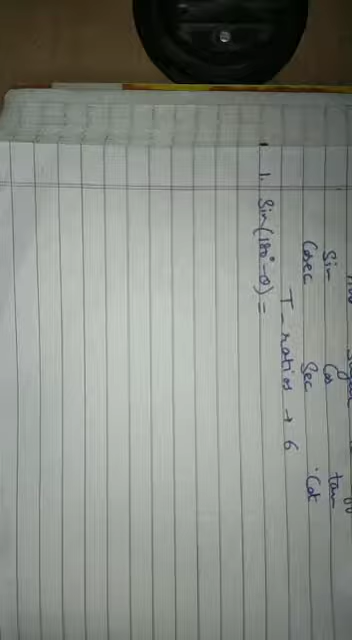 Sin Cos tan
Cosec Sec Cot
T-ratios → 6
1. Sin(180°-θ) =